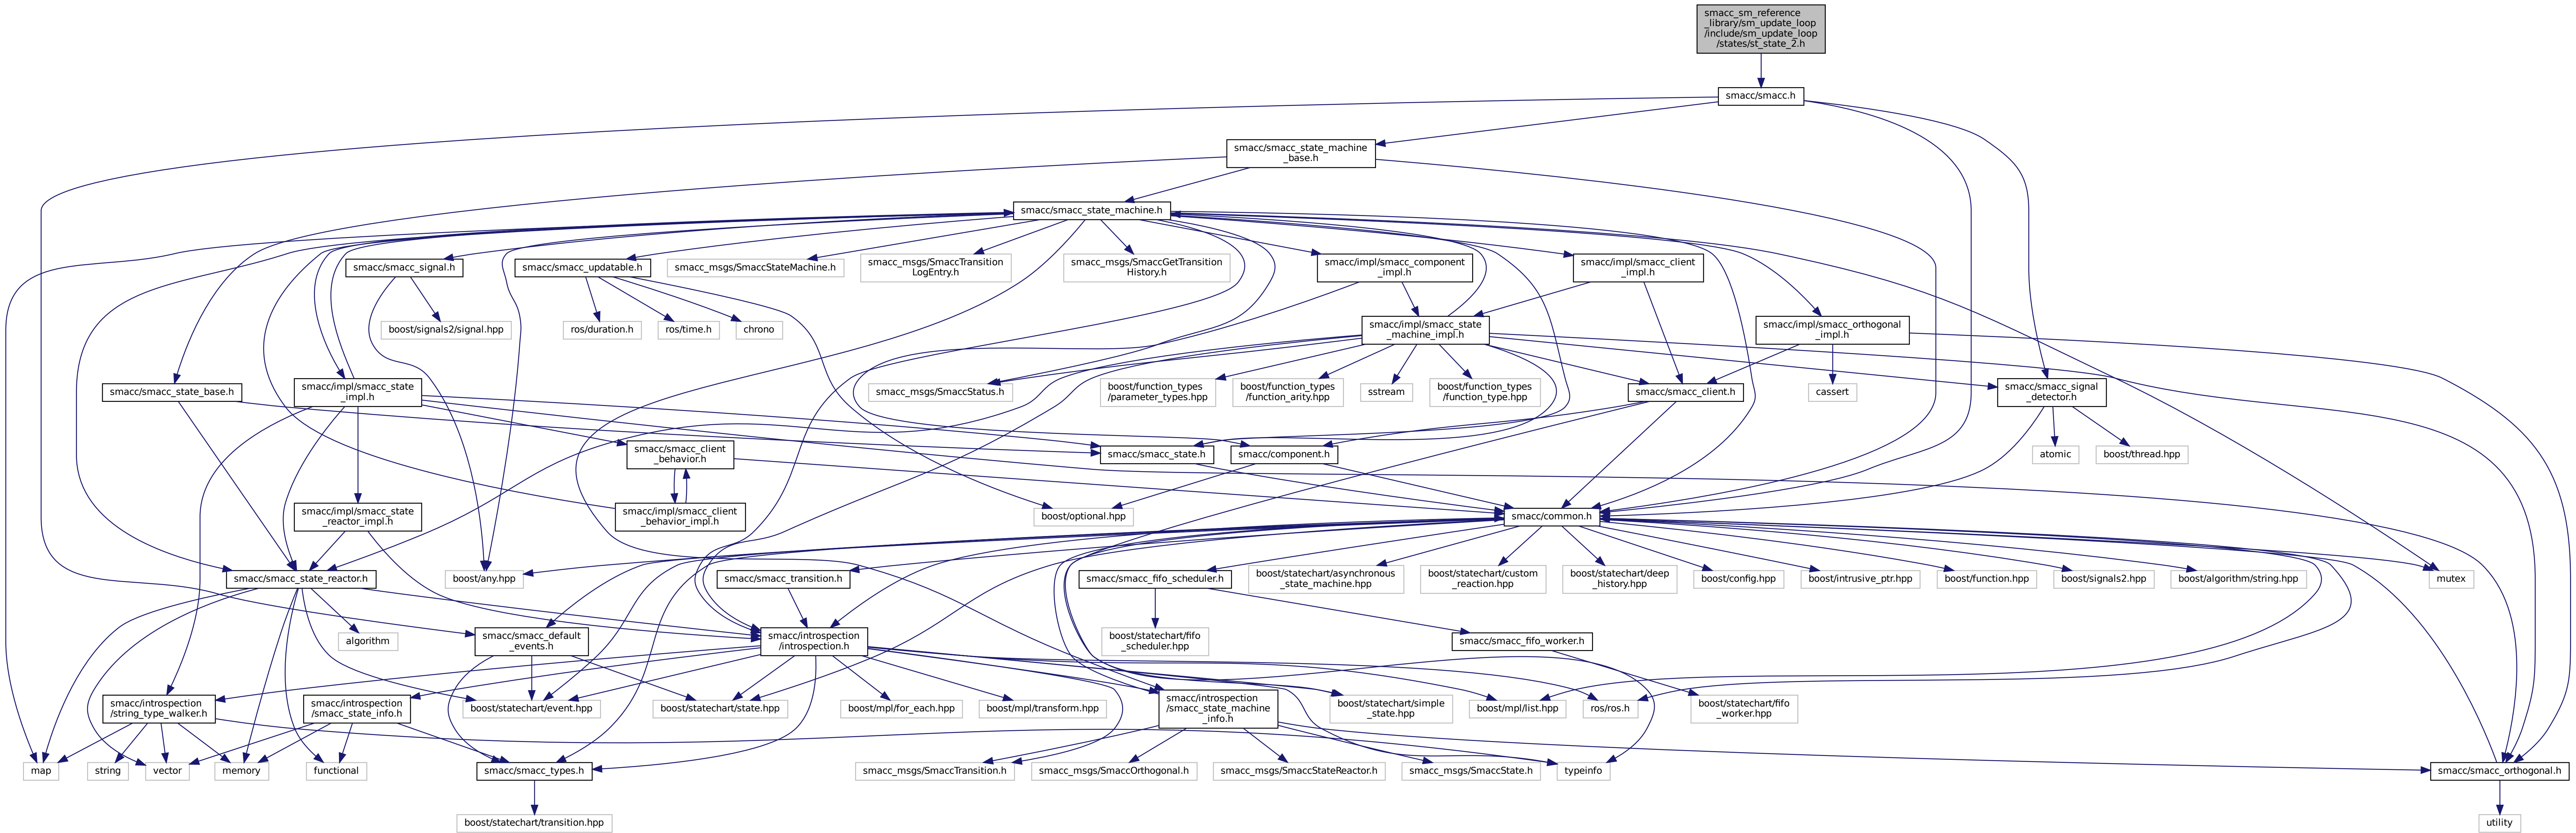 smacc_sm_reference
_library/sm_update_loop
/include/sm_update_loop
/states/st_state_2.h
smacc/smacc.h
smacc/smacc_state_machine
_base.h
smacc/smacc_state_machine.h
smacc/smacc_signal.h
smacc/smacc_updatable.h
smacc_msgs/SmaccStateMachine.h
smacc_msgs/SmaccTransition
LogEntry.h
smacc_msgs/SmaccGetTransition
History.h
smacc/impl/smacc_component
_impl.h
smacc/impl/smacc_client
_impl.h
boost/signals2/signal.hpp
ros/duration.h
ros/time.h
chrono
smacc/impl/smacc_state
_machine_impl.h
smacc/impl/smacc_orthogonal
_impl.h
smacc/smacc_state_base.h
smacc/impl/smacc_state
_impl.h
smacc_msgs/SmaccStatus.h
boost/function_types
/parameter_types.hpp
boost/function_types
/function_arity.hpp
sstream
boost/function_types
/function_type.hpp
smacc/smacc_client.h
cassert
smacc/smacc_signal
_detector.h
smacc/smacc_client
_behavior.h
smacc/smacc_state.h
smacc/component.h
atomic
boost/thread.hpp
smacc/impl/smacc_state
_reactor_impl.h
smacc/impl/smacc_client
_behavior_impl.h
boost/optional.hpp
smacc/common.h
smacc/smacc_state_reactor.h
boost/any.hpp
smacc/smacc_transition.h
smacc/smacc_fifo_scheduler.h
boost/statechart/asynchronous
_state_machine.hpp
boost/statechart/custom
_reaction.hpp
boost/statechart/deep
_history.hpp
boost/config.hpp
boost/intrusive_ptr.hpp
boost/function.hpp
boost/signals2.hpp
boost/algorithm/string.hpp
mutex
algorithm
smacc/smacc_default
_events.h
smacc/introspection
/introspection.h
boost/statechart/fifo
_scheduler.hpp
smacc/smacc_fifo_worker.h
smacc/introspection
/string_type_walker.h
smacc/introspection
/smacc_state_info.h
boost/statechart/event.hpp
boost/statechart/state.hpp
boost/mpl/for_each.hpp
boost/mpl/transform.hpp
smacc/introspection
/smacc_state_machine
_info.h
boost/statechart/simple
_state.hpp
boost/mpl/list.hpp
ros/ros.h
boost/statechart/fifo
_worker.hpp
map
string
vector
memory
functional
smacc/smacc_types.h
smacc_msgs/SmaccTransition.h
smacc_msgs/SmaccOrthogonal.h
smacc_msgs/SmaccStateReactor.h
smacc_msgs/SmaccState.h
typeinfo
smacc/smacc_orthogonal.h
boost/statechart/transition.hpp
utility